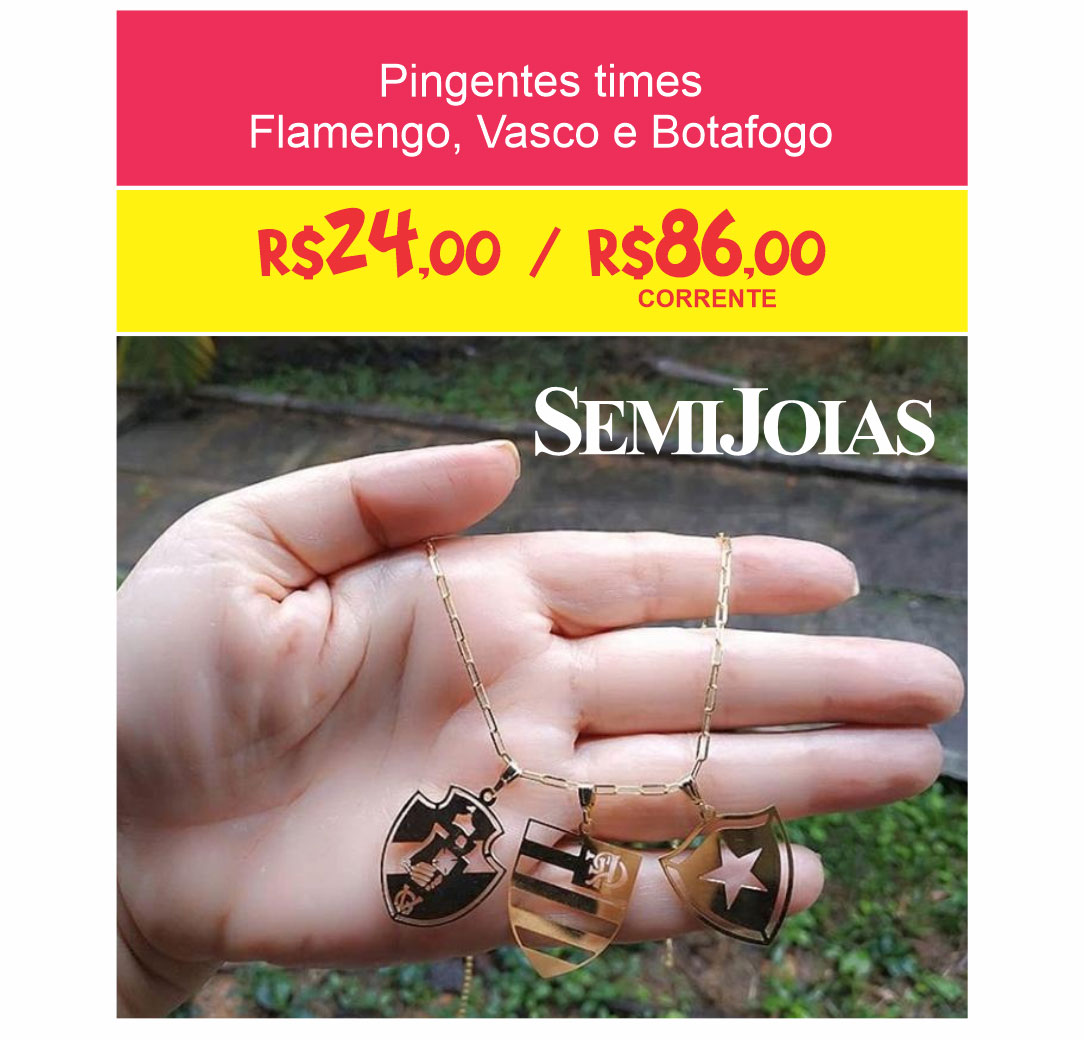 Pingentes times
Flamengo, Vasco e Botafogo
R$24,00 / R$86,00
CORRENTE
SEMIJOIAS